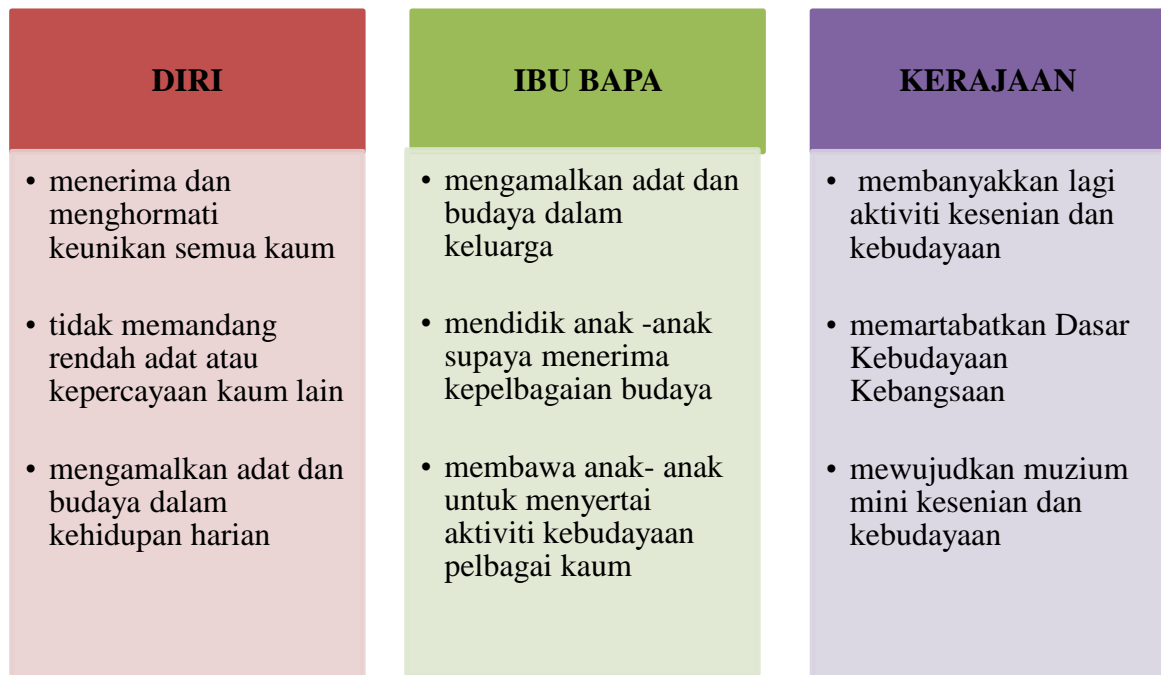 DIRI
• menerima dan
menghormati
keunikan semua kaum
• tidak memandang
rendah adat atau
kepercayaan kaum lain
• mengamalkan adat dan
budaya dalam
kehidupan harian
IBU BAPA
• mengamalkan adat dan
budaya dalam
keluarga
• mendidik anak -anak
supaya menerima
kepelbagaian budaya
• membawa anak- anak
untuk menyertai
aktiviti kebudayaan
pelbagai kaum
KERAJAAN
• membanyakkan lagi
aktiviti kesenian dan
kebudayaan
• memartabatkan Dasar
Kebudayaan
Kebangsaan
• mewujudkan muzium
mini kesenian dan
kebudayaan